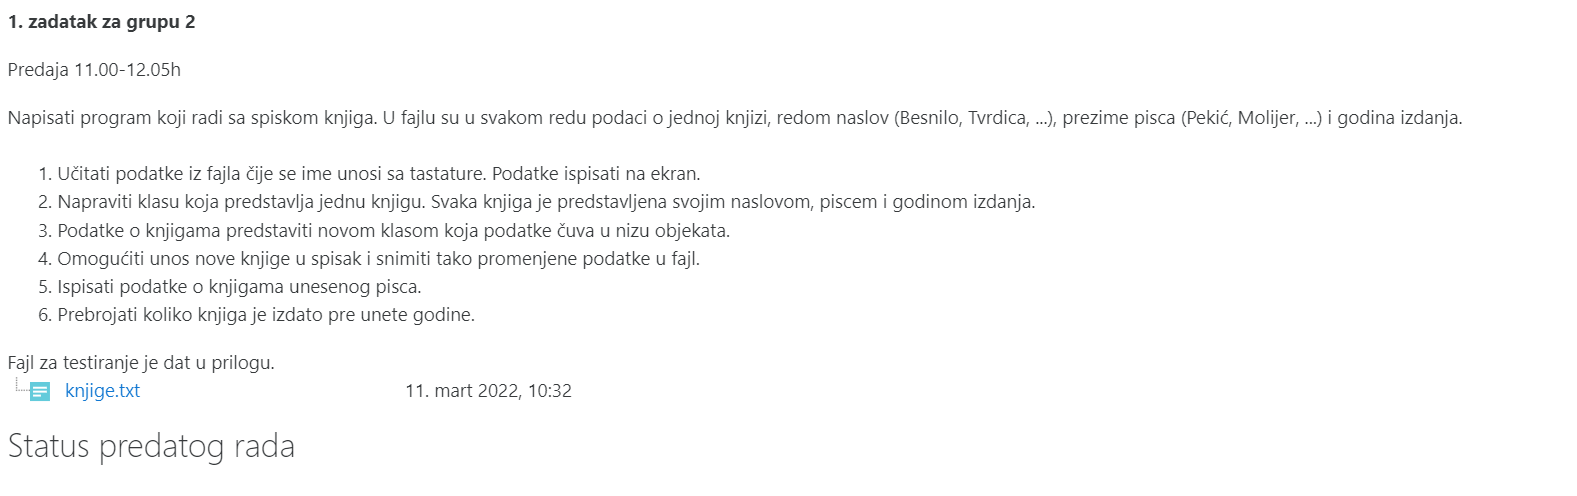 1. zadatak za grupu 2
Predaja 11.00-12.05h
Napisati program koji radi sa spiskom knjiga. U fajlu su u svakom redu podaci o jednoj knjizi, redom naslov (Besnilo, Tvrdica, ...), prezime pisca (Pekić, Molijer, ...) i godina izdanja.
1. Učitati podatke iz fajla čije se ime unosi sa tastature. Podatke ispisati na ekran.
2. Napraviti klasu koja predstavlja jednu knjigu. Svaka knjiga je predstavljena svojim naslovom, piscem i godinom izdanja.
3. Podatke o knjigama predstaviti novom klasom koja podatke čuva u nizu objekata.
4. Omogućiti unos nove knjige u spisak i snimiti tako promenjene podatke u fajl.
5. Ispisati podatke o knjigama unesenog pisca.
6. Prebrojati koliko knjiga je izdato pre unete godine.
Fajl za testiranje je dat u prilogu.
knjige.txt 11. mart 2022, 10:32
Status predatog rada